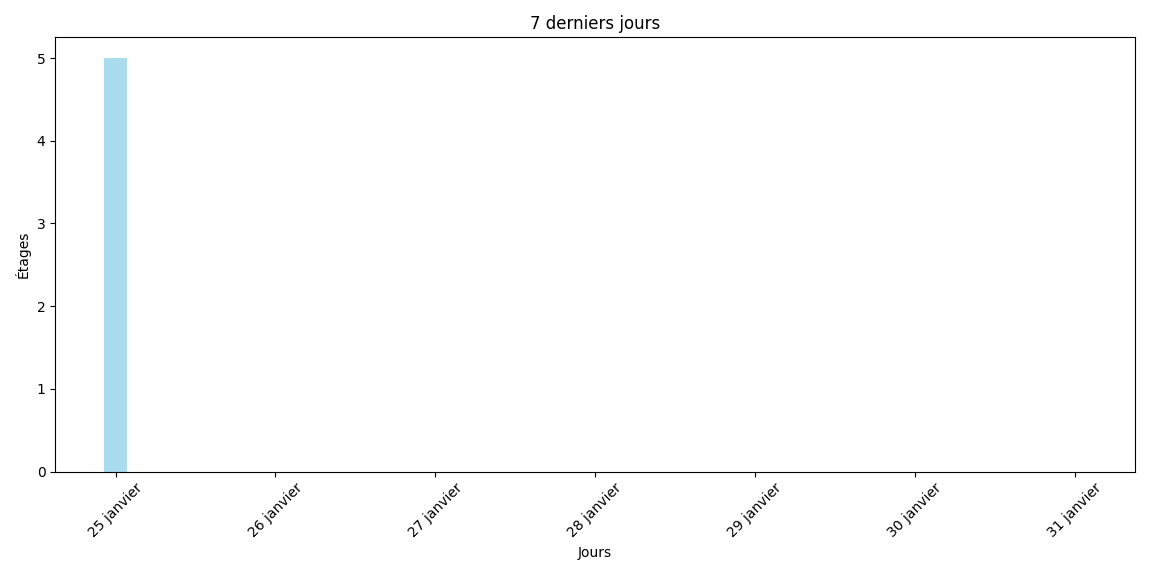 7 derniers jours
Étages
5
4
3
2
1
0
25 janvier
26 janvier
27 janvier
28 janvier
29 janvier
30 janvier
31 janvier
Jours